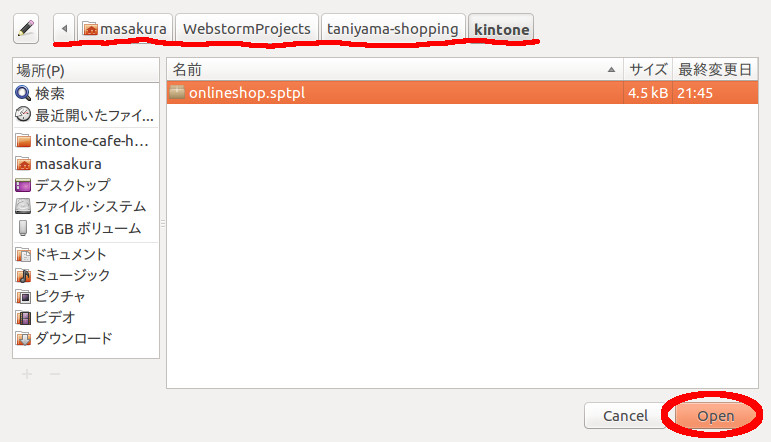 masakura WebstormProjects taniyama-shopping kintone
場所(P)
検索
最近開いたファイ...
kintone-cafe-h...
masakura
デスクトップ
ファイル・システム
31 GB ボリューム
ドキュメント
ミュージック
ピクチャ
ビデオ
ダウンロード
名前 サイズ 最終変更日
onlineshop.sptpl 4.5 kB 21:45
Cancel Open